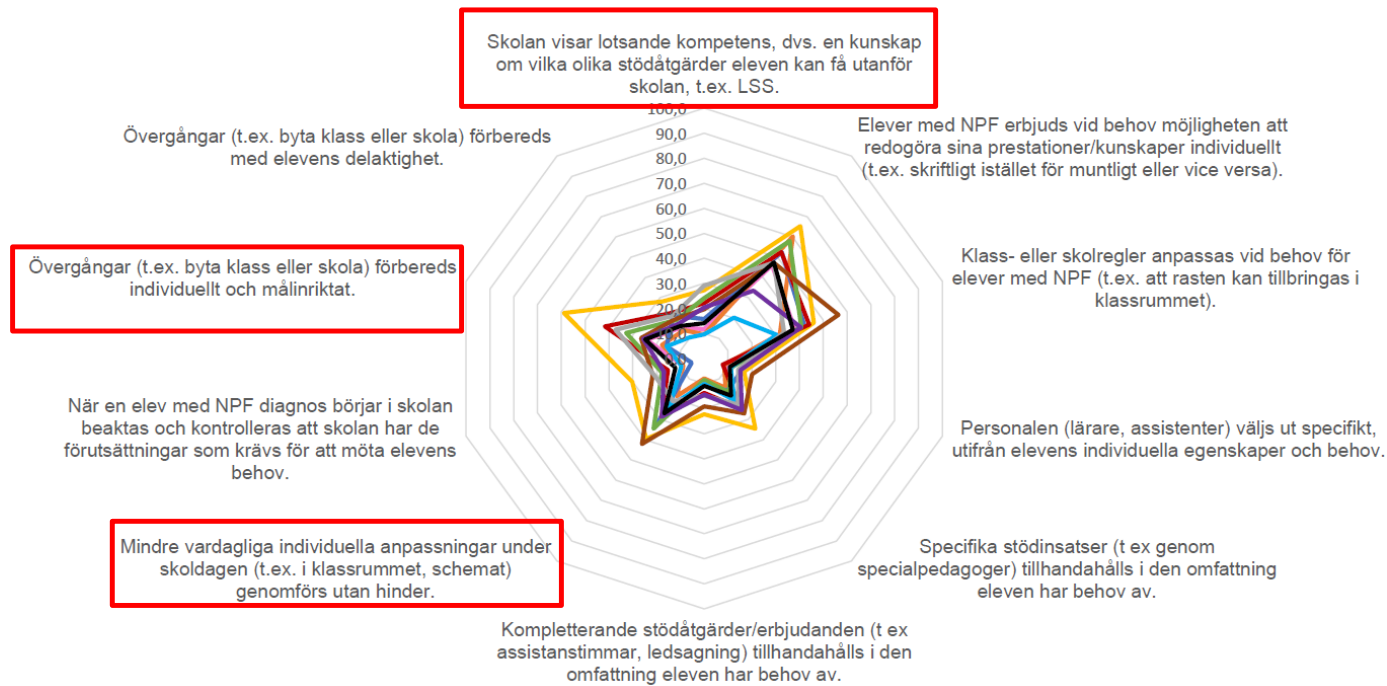 Skolan visar lotsande kompetens, dvs. en kunskap
om vilka olika stödåtgärder eleven kan få utanför
skolan, t.ex. LSS.
Elever med NPF erbjuds vid behov möjligheten att
redogöra sina prestationer/kunskaper individuellt
(t.ex. skriftligt istället för muntligt eller vice versa).
Klass- eller skolregler anpassas vid behov för
elever med NPF (t.ex. att rasten kan tillbringas i
klassrummet).
Personalen (lärare, assistenter) väljs ut specifikt,
utifrån elevens individuella egenskaper och behov.
Specifika stödinsatser (t ex genom
specialpedagoger) tillhandahålls i den omfattning
eleven har behov av.
Kompletterande stödåtgärder/erbjudanden (t ex
assistanstimmar, ledsagning) tillhandahålls i den
omfattning eleven har behov av.
Mindre vardagliga individuella anpassningar under
skoldagen (t.ex. i klassrummet, schemat)
genomförs utan hinder.
När en elev med NPF diagnos börjar i skolan
beaktas och kontrolleras att skolan har de
förutsättningar som krävs för att möta elevens
behov.
Övergångar (t.ex. byta klass eller skola) förbereds
individuellt och målinriktat.
Övergångar (t.ex. byta klass eller skola) förbereds
med elevens delaktighet.
100,0
90,0
80,0
70,0
60,0
50,0
40,0
30,0
20,0
10,0
0,0